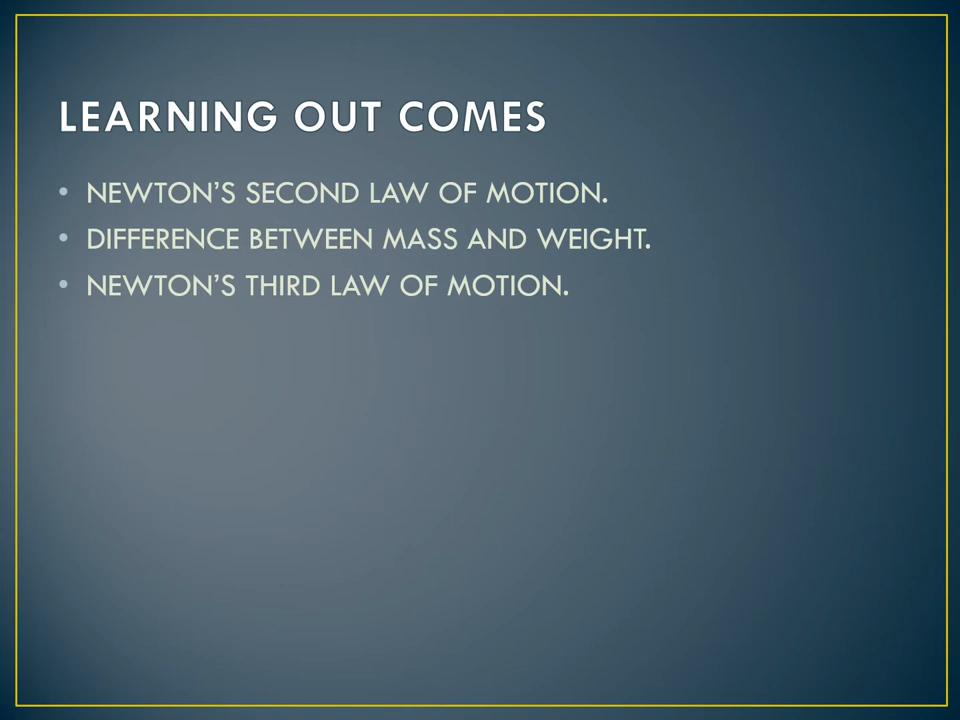 LEARNING OUT COMES
• NEWTON’S SECOND LAW OF MOTION.
• DIFFERENCE BETWEEN MASS AND WEIGHT.
• NEWTON’S THIRD LAW OF MOTION.